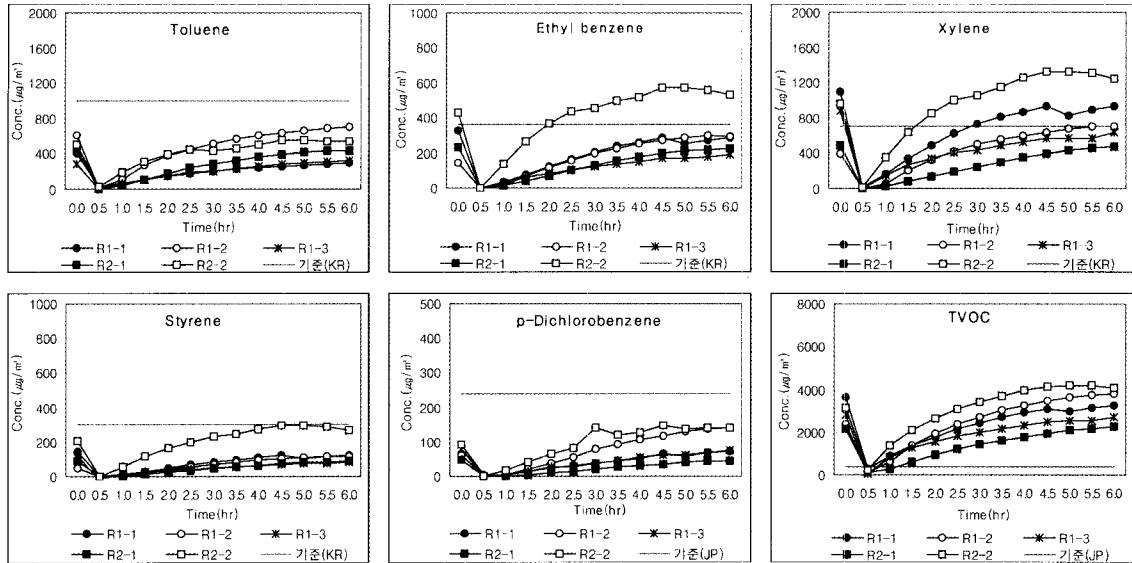 Toluene
Conc.(㎍/㎥)
2000
1600
1200
800
400
0
0.0 0.5 1.0 1.5 2.0 2.5 3.0 3.5 4.0 4.5 5.0 5.5 6.0
Time(hr)
R1-1 R1-2 R1-3
R2-1 R2-2 기준(KR)
Ethyl benzene
Conc.(㎍/㎥)
1000
800
600
400
200
0
0.0 0.5 1.0 1.5 2.0 2.5 3.0 3.5 4.0 4.5 5.0 5.5 6.0
Time(hr)
R1-1 R1-2 R1-3
R2-1 R2-2 기준(KR)
Xylene
Conc.(㎍/㎥)
2000
1600
1200
800
400
0
0.0 0.5 1.0 1.5 2.0 2.5 3.0 3.5 4.0 4.5 5.0 5.5 6.0
Time(hr)
R1-1 R1-2 R1-3
R2-1 R2-2 기준(KR)
Styrene
Conc.(㎍/㎥)
1000
800
600
400
200
0
0.0 0.5 1.0 1.5 2.0 2.5 3.0 3.5 4.0 4.5 5.0 5.5 6.0
Time(hr)
R1-1 R1-2 R1-3
R2-1 R2-2 기준(KR)
p-Dichlorobenzene
Conc.(㎍/㎥)
500
400
300
200
100
0
0.0 0.5 1.0 1.5 2.0 2.5 3.0 3.5 4.0 4.5 5.0 5.5 6.0
Time(hr)
R1-1 R1-2 R1-3
R2-1 R2-2 기준(JP)
TVOC
Conc.(㎍/㎥)
8000
6000
4000
2000
0
0.0 0.5 1.0 1.5 2.0 2.5 3.0 3.5 4.0 4.5 5.0 5.5 6.0
Time(hr)
R1-1 R1-2 R1-3
R2-1 R2-2 기준(JP)